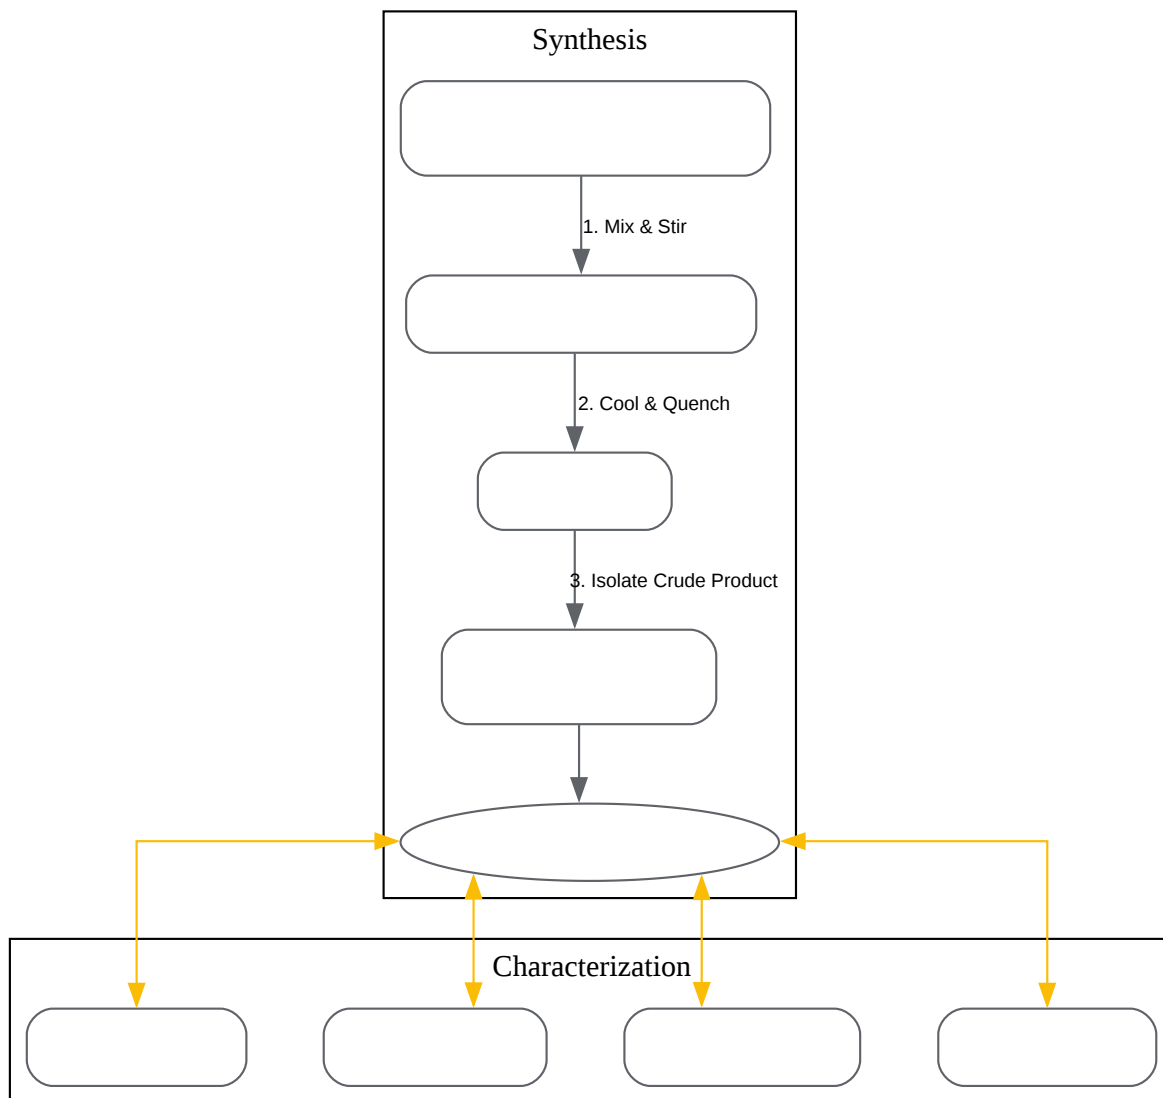 Synthesis
1. Mix & Stir
2. Cool & Quench
3. Isolate Crude Product
Characterization